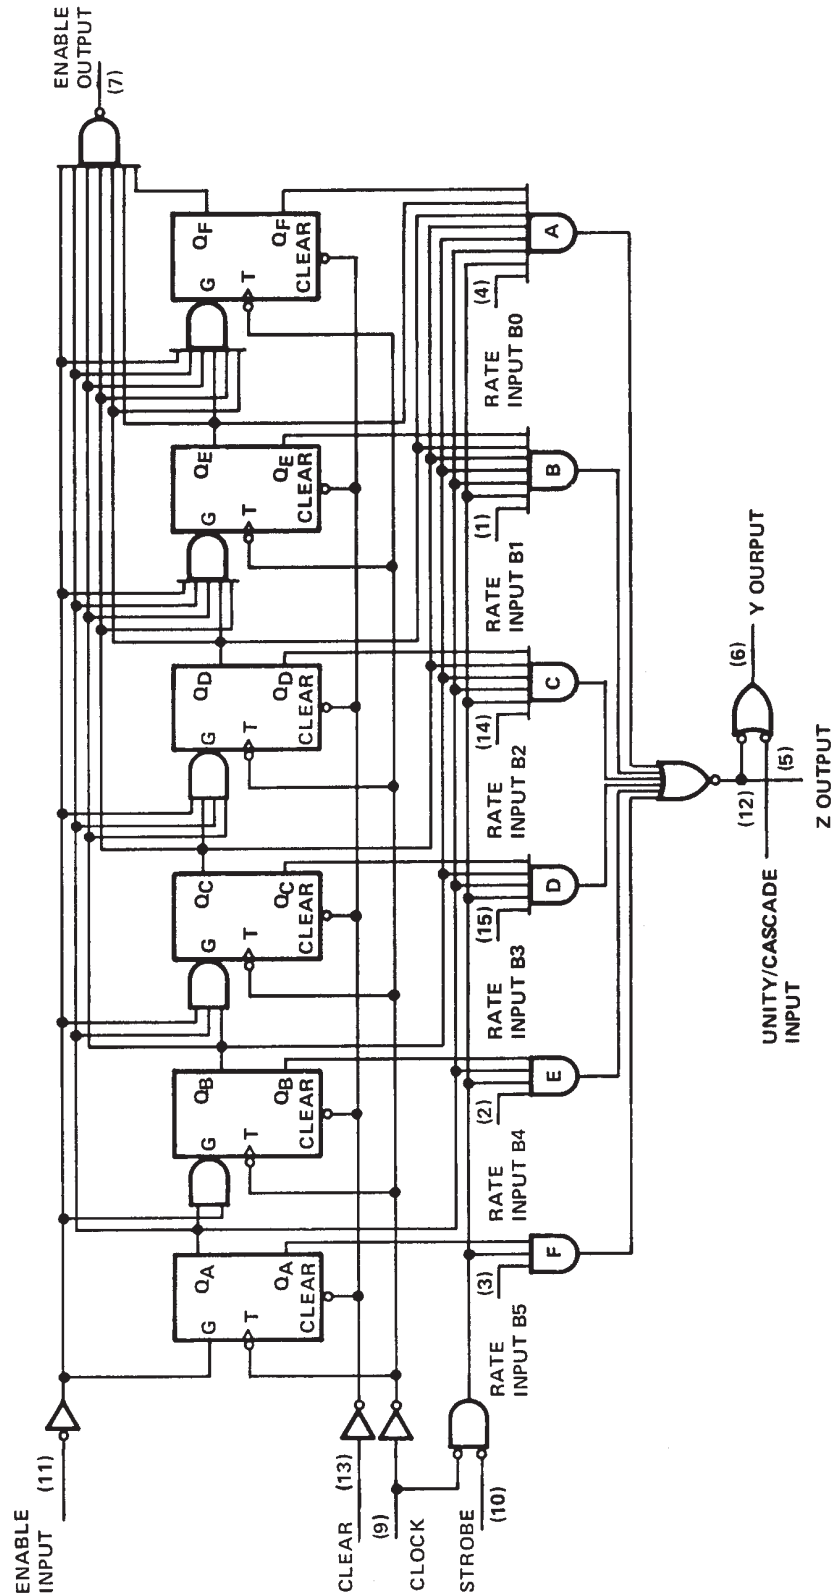 ENABLE
INPUT
(11)
CLEAR
(13)
(9)
CLOCK
STROBE
(10)
G
QA
T
QA
CLEAR
G
QB
T
QB
CLEAR
G
QC
T
QC
CLEAR
G
QD
T
QD
CLEAR
G
QE
T
QE
CLEAR
G
QF
T
QF
CLEAR
ENABLE
OUTPUT
(7)
(3)
RATE
INPUT B5
F
(2)
RATE
INPUT B4
E
(15)
RATE
INPUT B3
D
(14)
RATE
INPUT B2
C
(1)
RATE
INPUT B1
B
(4)
RATE
INPUT B0
A
UNITY/CASCADE
INPUT
(12)
(5)
Z OUTPUT
(6)
Y OURPUT